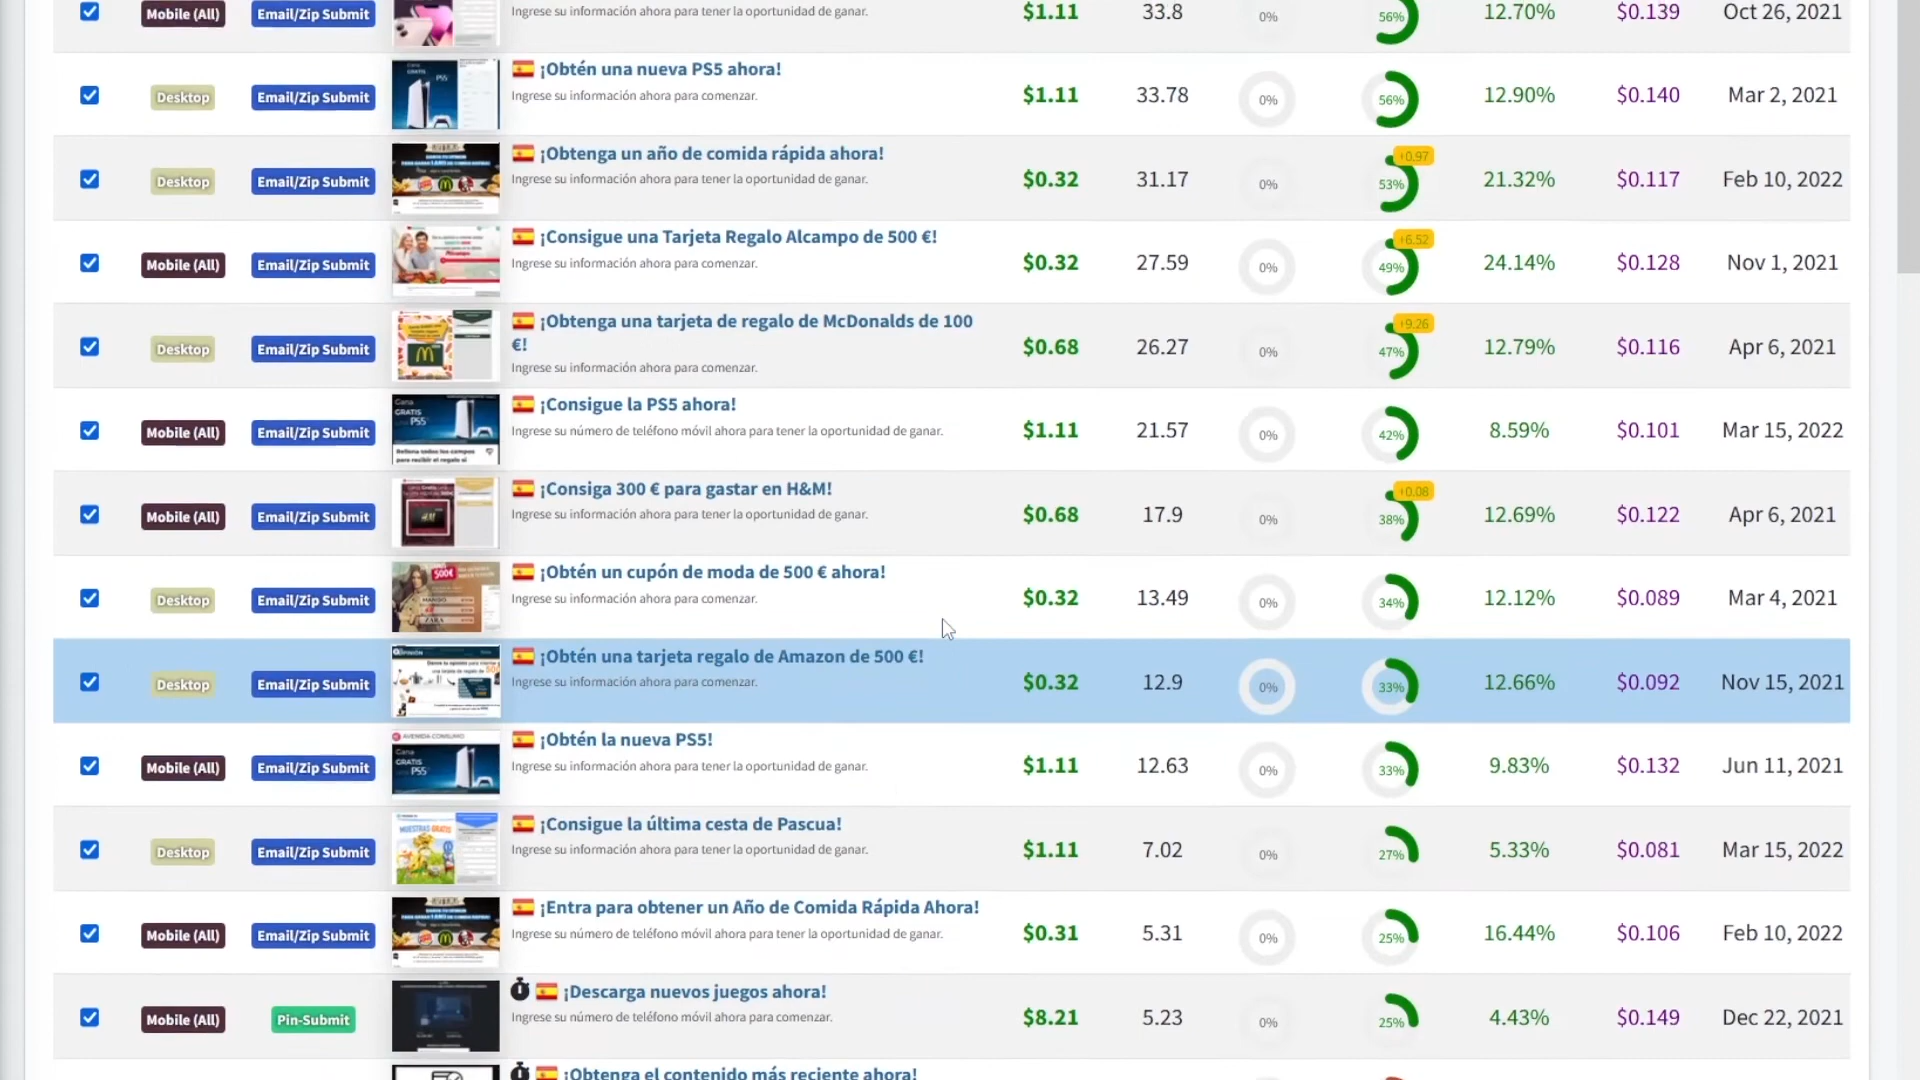 Mobile (All) Email/Zip Submit Ingrese su información ahora para tener la oportunidad de ganar. $1.11 33.8 0% 56% 12.70% $0.139 Oct 26, 2021
¡Obtén una nueva PS5 ahora!
Desktop Email/Zip Submit Ingrese su información ahora para comenzar. $1.11 33.78 0% 56% 12.90% $0.140 Mar 2, 2021
¡Obtenga un año de comida rápida ahora! 0.97
Desktop Email/Zip Submit Ingrese su información ahora para tener la oportunidad de ganar. $0.32 31.17 0% 53% 21.32% $0.117 Feb 10, 2022
¡Consigue una Tarjeta Regalo Alcampo de 500 €! 6.52
Mobile (All) Email/Zip Submit Ingrese su información ahora para comenzar. $0.32 27.59 0% 49% 24.14% $0.128 Nov 1, 2021
¡Obtenga una tarjeta de regalo de McDonalds de 100 9.26
€!
Desktop Email/Zip Submit $0.68 26.27 0% 47% 12.79% $0.116 Apr 6, 2021
Ingrese su información ahora para comenzar.
¡Consigue la PS5 ahora!
Mobile (All) Email/Zip Submit Ingrese su número de teléfono móvil ahora para tener la oportunidad de ganar. $1.11 21.57 0% 42% 8.59% $0.101 Mar 15, 2022
¡Consiga 300 € para gastar en H&M! 0.08
Mobile (All) Email/Zip Submit Ingrese su información ahora para tener la oportunidad de ganar. $0.68 17.9 0% 38% 12.69% $0.122 Apr 6, 2021
¡Obtén un cupón de moda de 500 € ahora!
Desktop Email/Zip Submit Ingrese su información ahora para comenzar. $0.32 13.49 0% 34% 12.12% $0.089 Mar 4, 2021
¡Obtén una tarjeta regalo de Amazon de 500 €!
Desktop Email/Zip Submit Ingrese su información ahora para comenzar. $0.32 12.9 0% 33% 12.66% $0.092 Nov 15, 2021
¡Obtén la nueva PS5!
Mobile (All) Email/Zip Submit Ingrese su información ahora para tener la oportunidad de ganar. $1.11 12.63 0% 33% 9.83% $0.132 Jun 11, 2021
¡Consigue la última cesta de Pascua!
Desktop Email/Zip Submit Ingrese su información ahora para tener la oportunidad de ganar. $1.11 7.02 0% 27% 5.33% $0.081 Mar 15, 2022
¡Entra para obtener un Año de Comida Rápida Ahora!
Mobile (All) Email/Zip Submit Ingrese su número de teléfono móvil ahora para tener la oportunidad de ganar. $0.31 5.31 0% 25% 16.44% $0.106 Feb 10, 2022
¡Descarga nuevos juegos ahora!
Mobile (All) Pin-Submit Ingrese su número de teléfono móvil ahora para comenzar. $8.21 5.23 0% 25% 4.43% $0.149 Dec 22, 2021
¡Obtenga el contenido más reciente ahora!